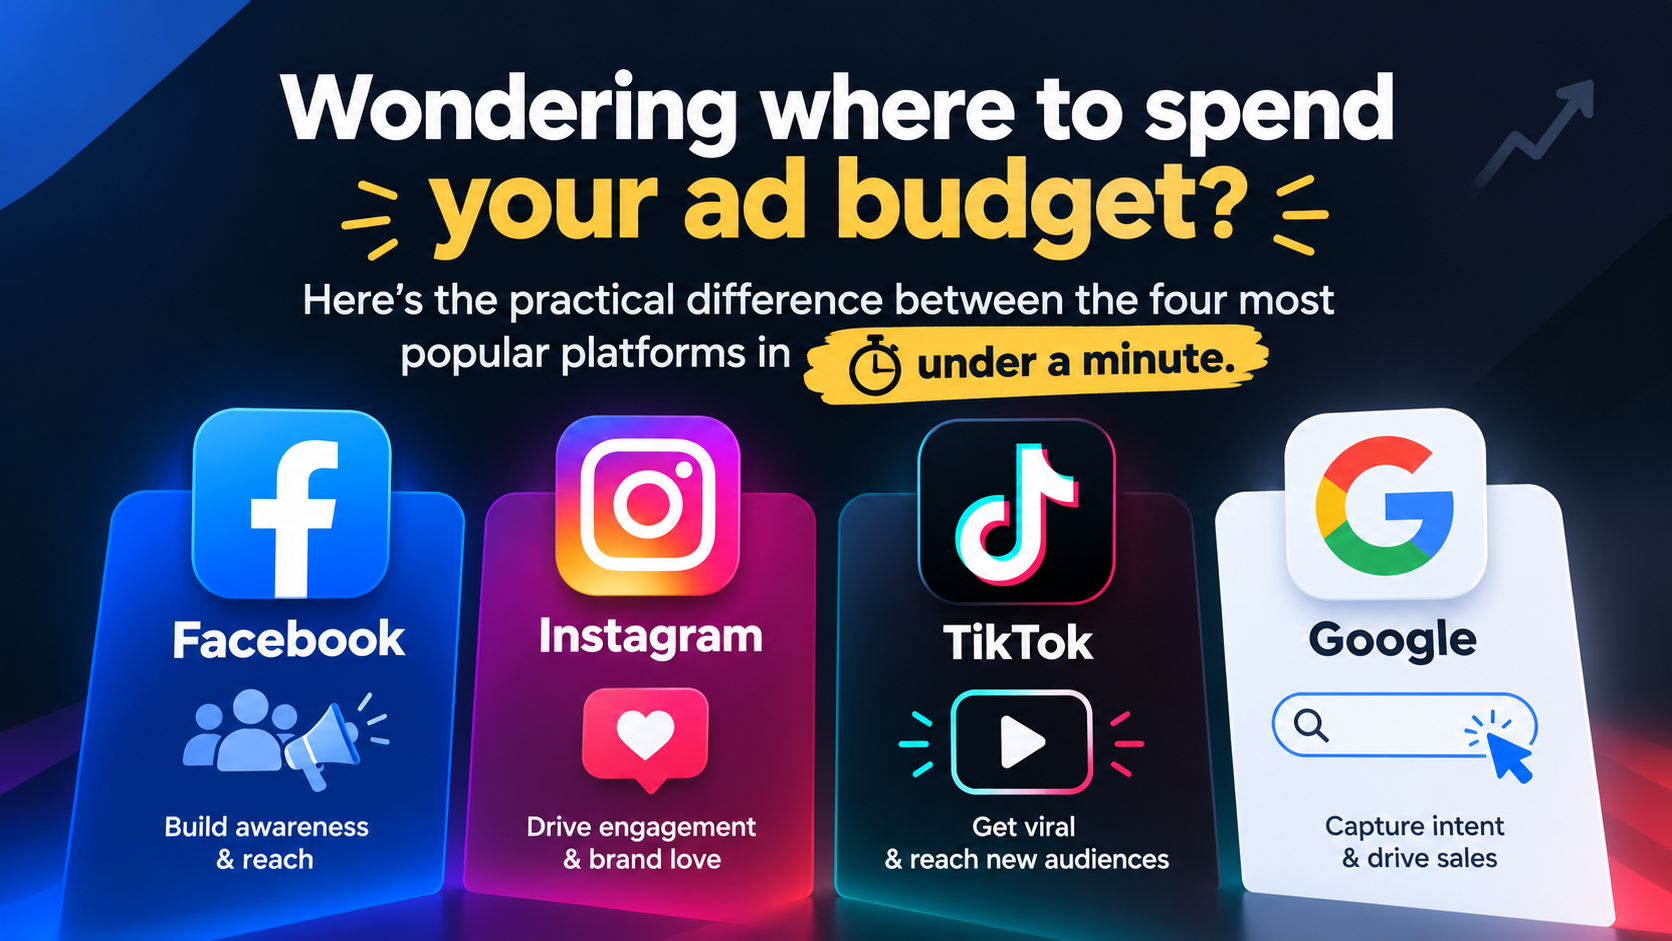 Wondering where to spend
your ad budget?
Here's the practical difference between the four most
popular platforms in under a minute.
Facebook
Build awareness
& reach
Instagram
Drive engagement
& brand love
TikTok
Get viral
& reach new audiences
Google
Capture intent
& drive sales